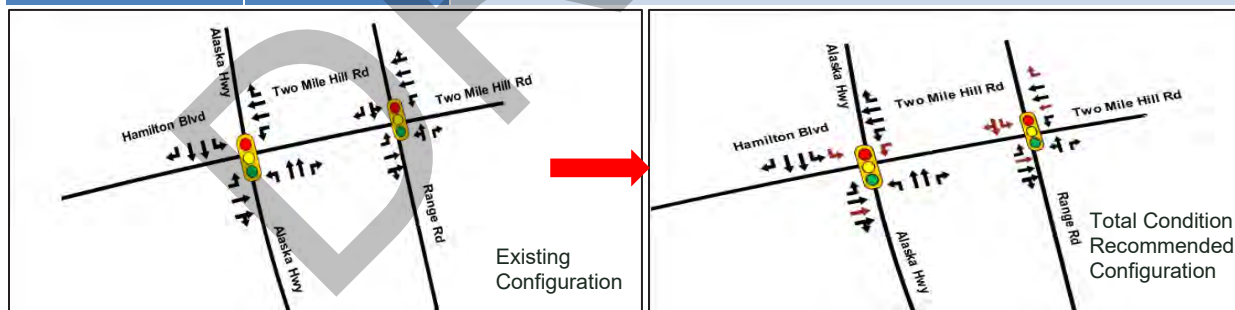 Alaska Hwy
Two Mile Hill Rd
Two Mile Hill Rd
Hamilton Blvd
Range Rd
Alaska Hwy
Existing
Configuration
Alaska Hwy
Two Mile Hill Rd
Two Mile Hill Rd
Hamilton Blvd
Range Rd
Alaska Hwy
Total Condition
Recommended
Configuration